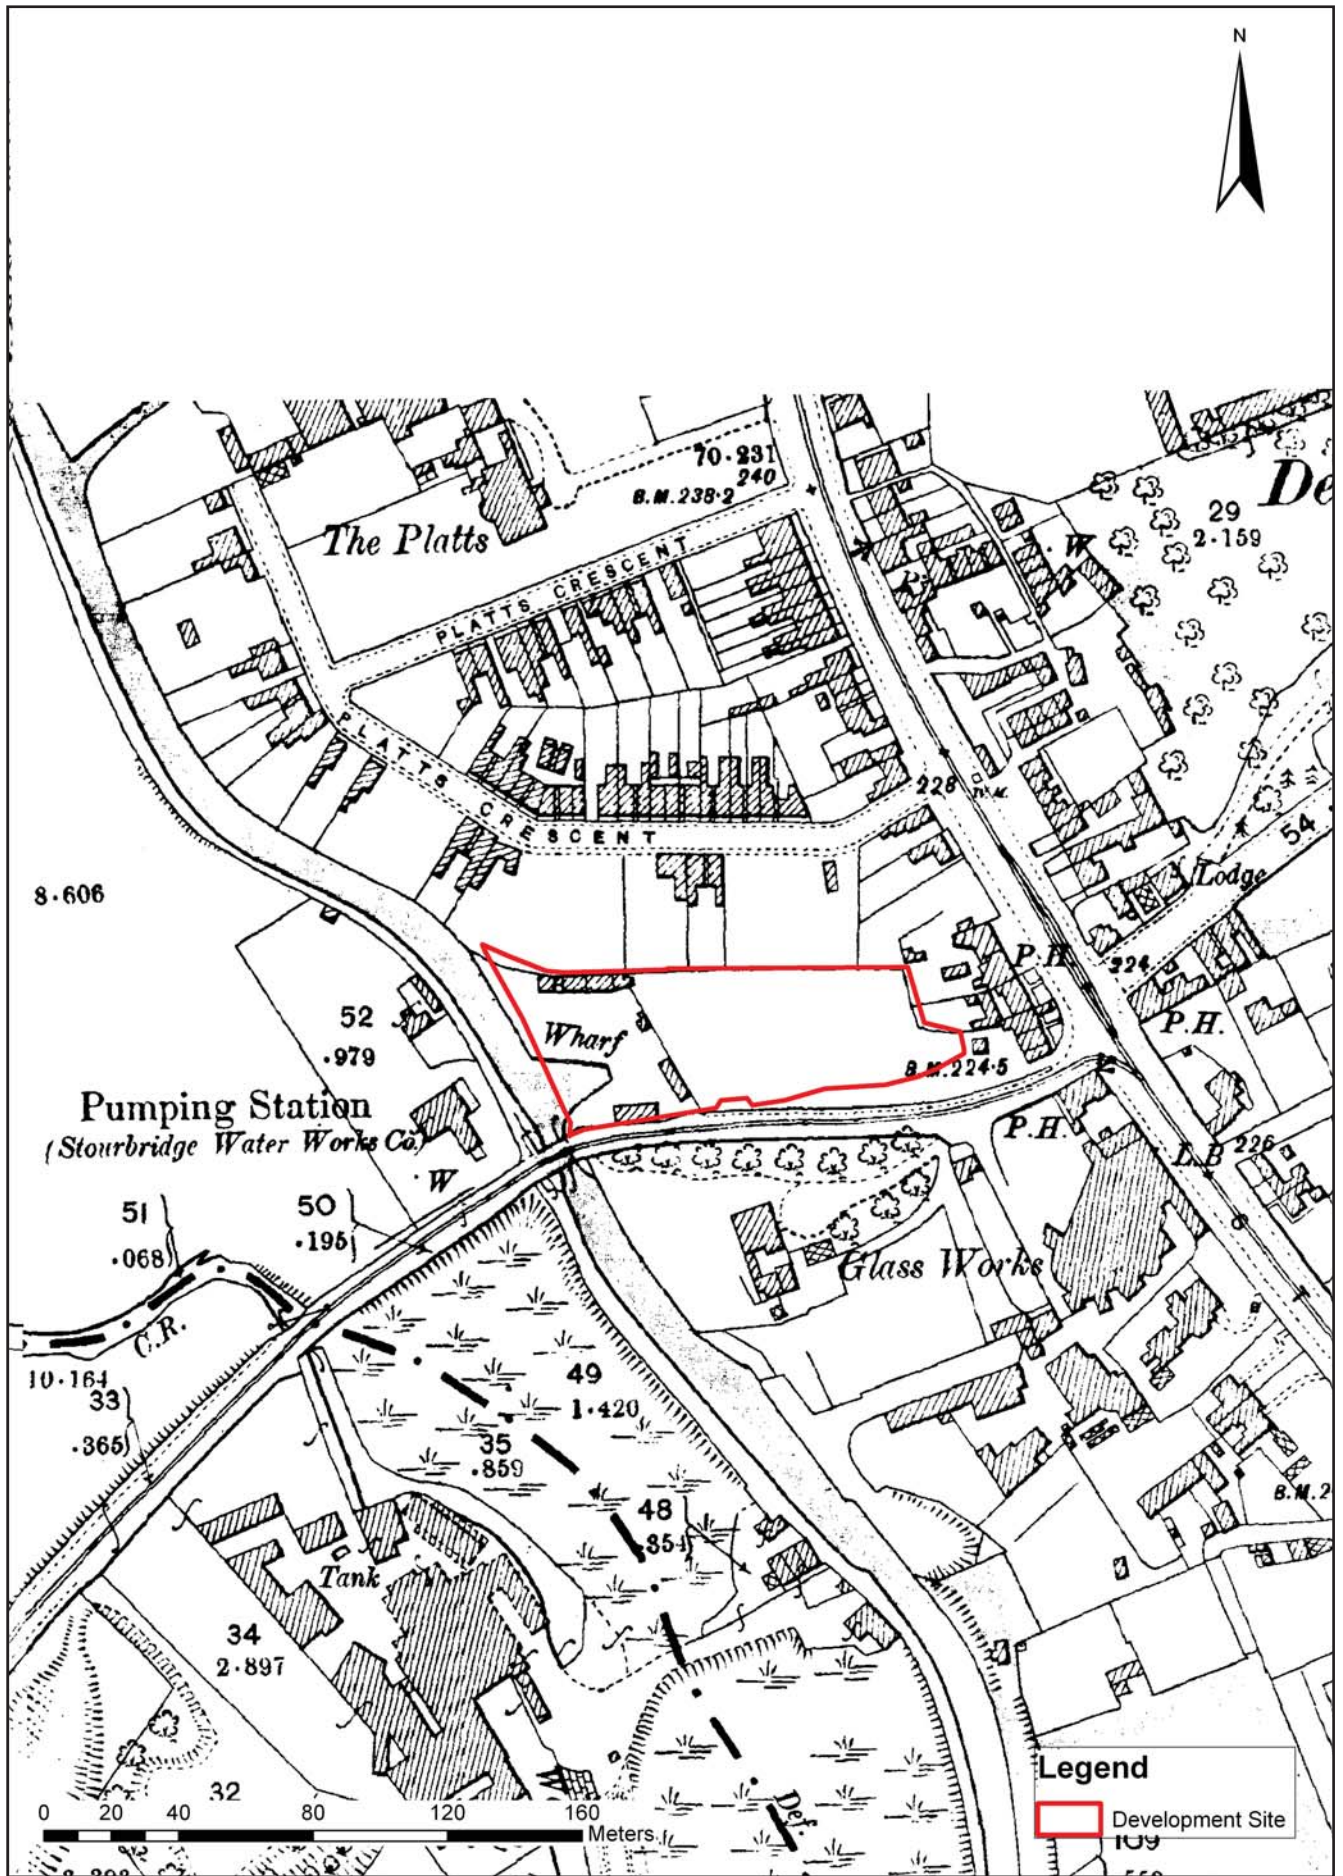 N
70·231
240
B.M.238·2
De
29
2·159
The Platts
W
PLATTS CRESCENT
PLATTS CRESCENT
228
54
Lodge
8·606
P.H.
224
52
·979
Wharf
P.H.
B.M.224·5
Pumping Station
(Stourbridge Water Works Co.)
P.H.
L.B
226
W
51
·068
50
·195
Glass Works
C.R.
10·164
33
·365
49
1·420
35
·859
48
·354
B.M.2
Tank
34
2·897
32
Def.
Legend
Development Site
109
0 20 40 80 120 160
Meters